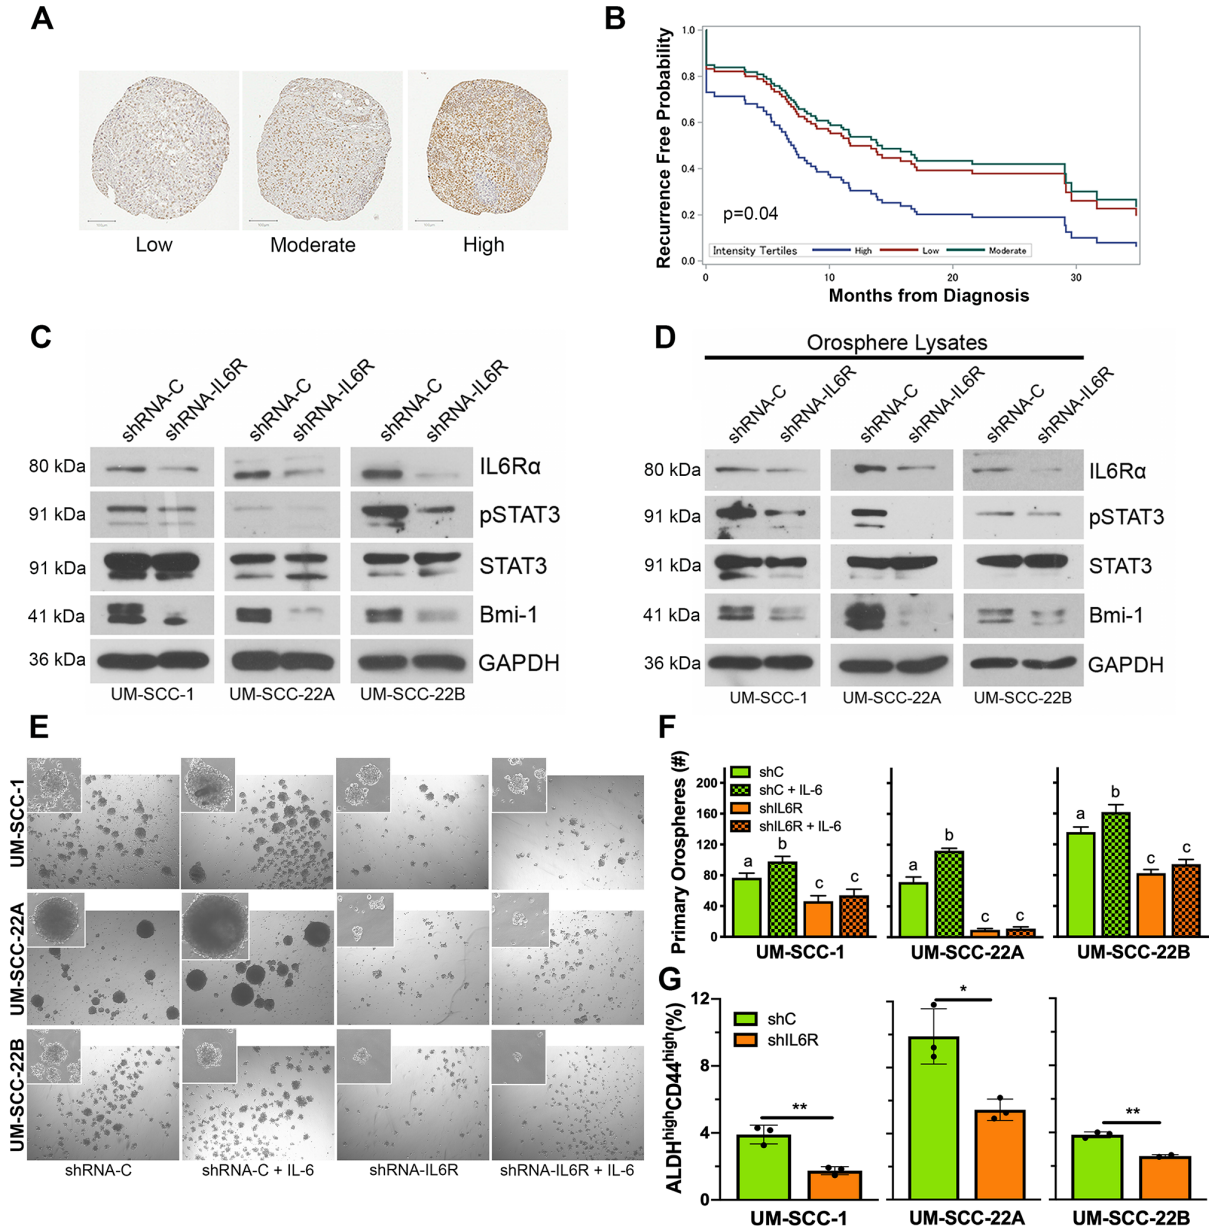 A
Low
Moderate
High
B
Recurrence Free Probability
1.0
0.8
0.6
0.4
0.2
0.0
p=0.04
Intensity Tertiles High Low Moderate
0 10 20 30
Months from Diagnosis
C
shRNA-C shRNA-IL6R shRNA-C shRNA-IL6R shRNA-C shRNA-IL6R
80 kDa IL6Rα
91 kDa pSTAT3
91 kDa STAT3
41 kDa Bmi-1
36 kDa GAPDH
UM-SCC-1 UM-SCC-22A UM-SCC-22B
D
Orosphere Lysates
shRNA-C shRNA-IL6R shRNA-C shRNA-IL6R shRNA-C shRNA-IL6R
80 kDa IL6Rα
91 kDa pSTAT3
91 kDa STAT3
41 kDa Bmi-1
36 kDa GAPDH
UM-SCC-1 UM-SCC-22A UM-SCC-22B
E
UM-SCC-1
UM-SCC-22A
UM-SCC-22B
shRNA-C shRNA-C + IL-6 shRNA-IL6R shRNA-IL6R + IL-6
F
Primary Orospheres (#)
200
160
120
80
40
0
shC
shC + IL-6
shIL6R
shIL6R + IL-6
a b c c
a b c c
a b c c
UM-SCC-1 UM-SCC-22A UM-SCC-22B
G
ALDHhighCD44high(%)
12
8
4
0
shC
shIL6R
** * **
UM-SCC-1 UM-SCC-22A UM-SCC-22B